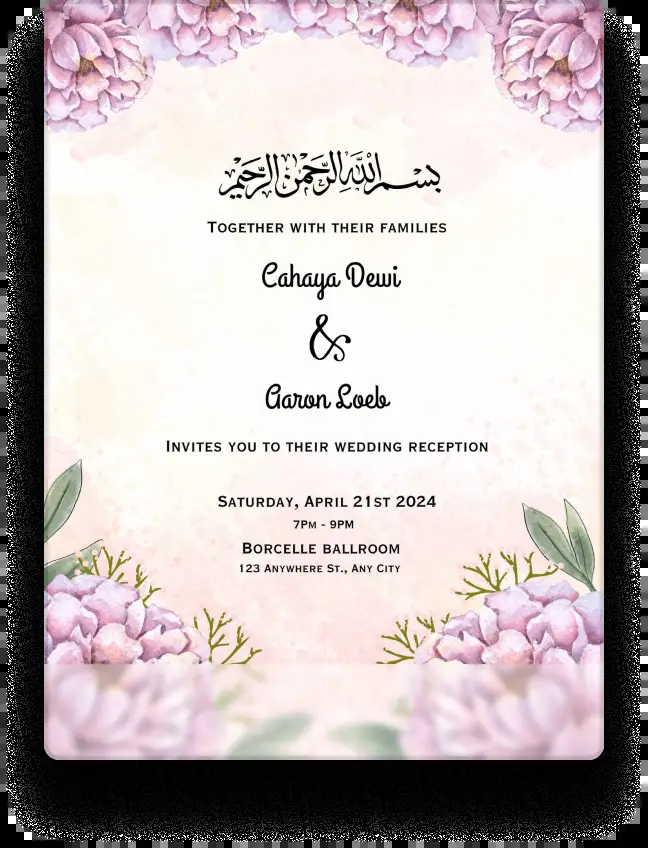 بسم الله الرحمن الرحيم
Together with their families
Cahaya Dewi
&
Aaron Loeb
Invites you to their wedding reception
Saturday, April 21st 2024
7Pm - 9PM
Borcelle ballroom
123 Anywhere St., Any City